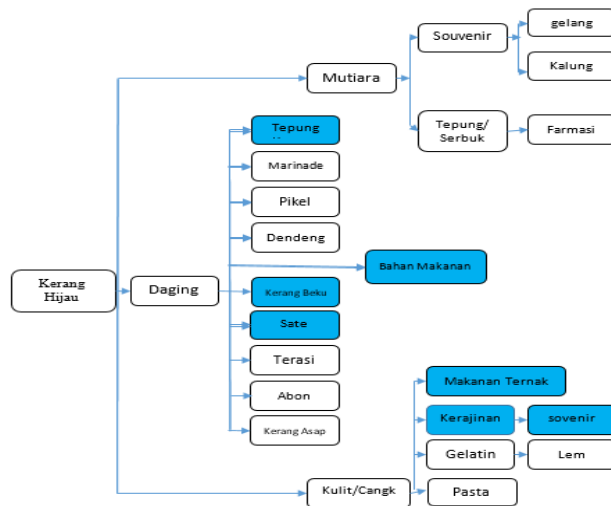 gelang
Souvenir
Kalung
Mutiara
Tepung/
Serbuk
Farmasi
Tepung
Marinade
Pikel
Dendeng
Bahan Makanan
Kerang
Hijau
Daging
Kerang Beku
Sate
Terasi
Abon
Kerang Asap
Makanan Ternak
Kerajinan
sovenir
Gelatin
Lem
Kulit/Cangk
Pasta